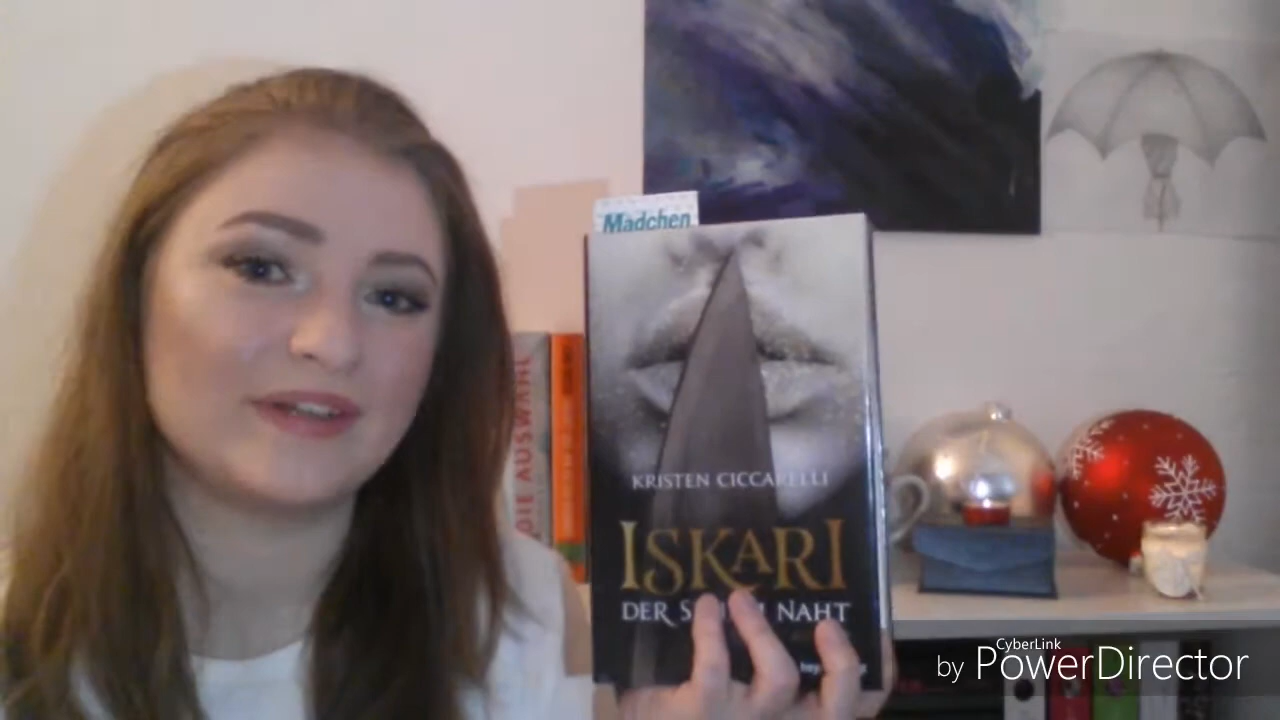 Mädchen
DIE AUSWAHL
KRISTEN CICCARELLI
ISKARI
DER NAHT
CyberLink
by PowerDirector